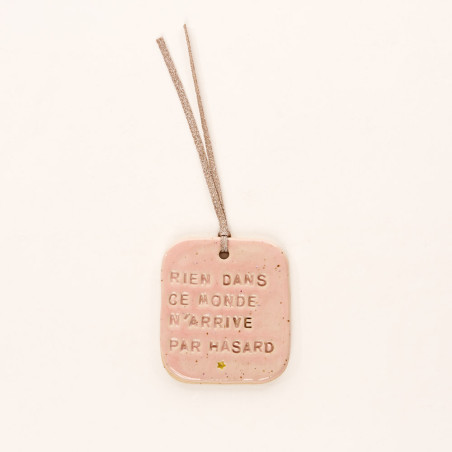 RIEN DANS
CE MONDE
N'ARRIVE
PAR HASARD